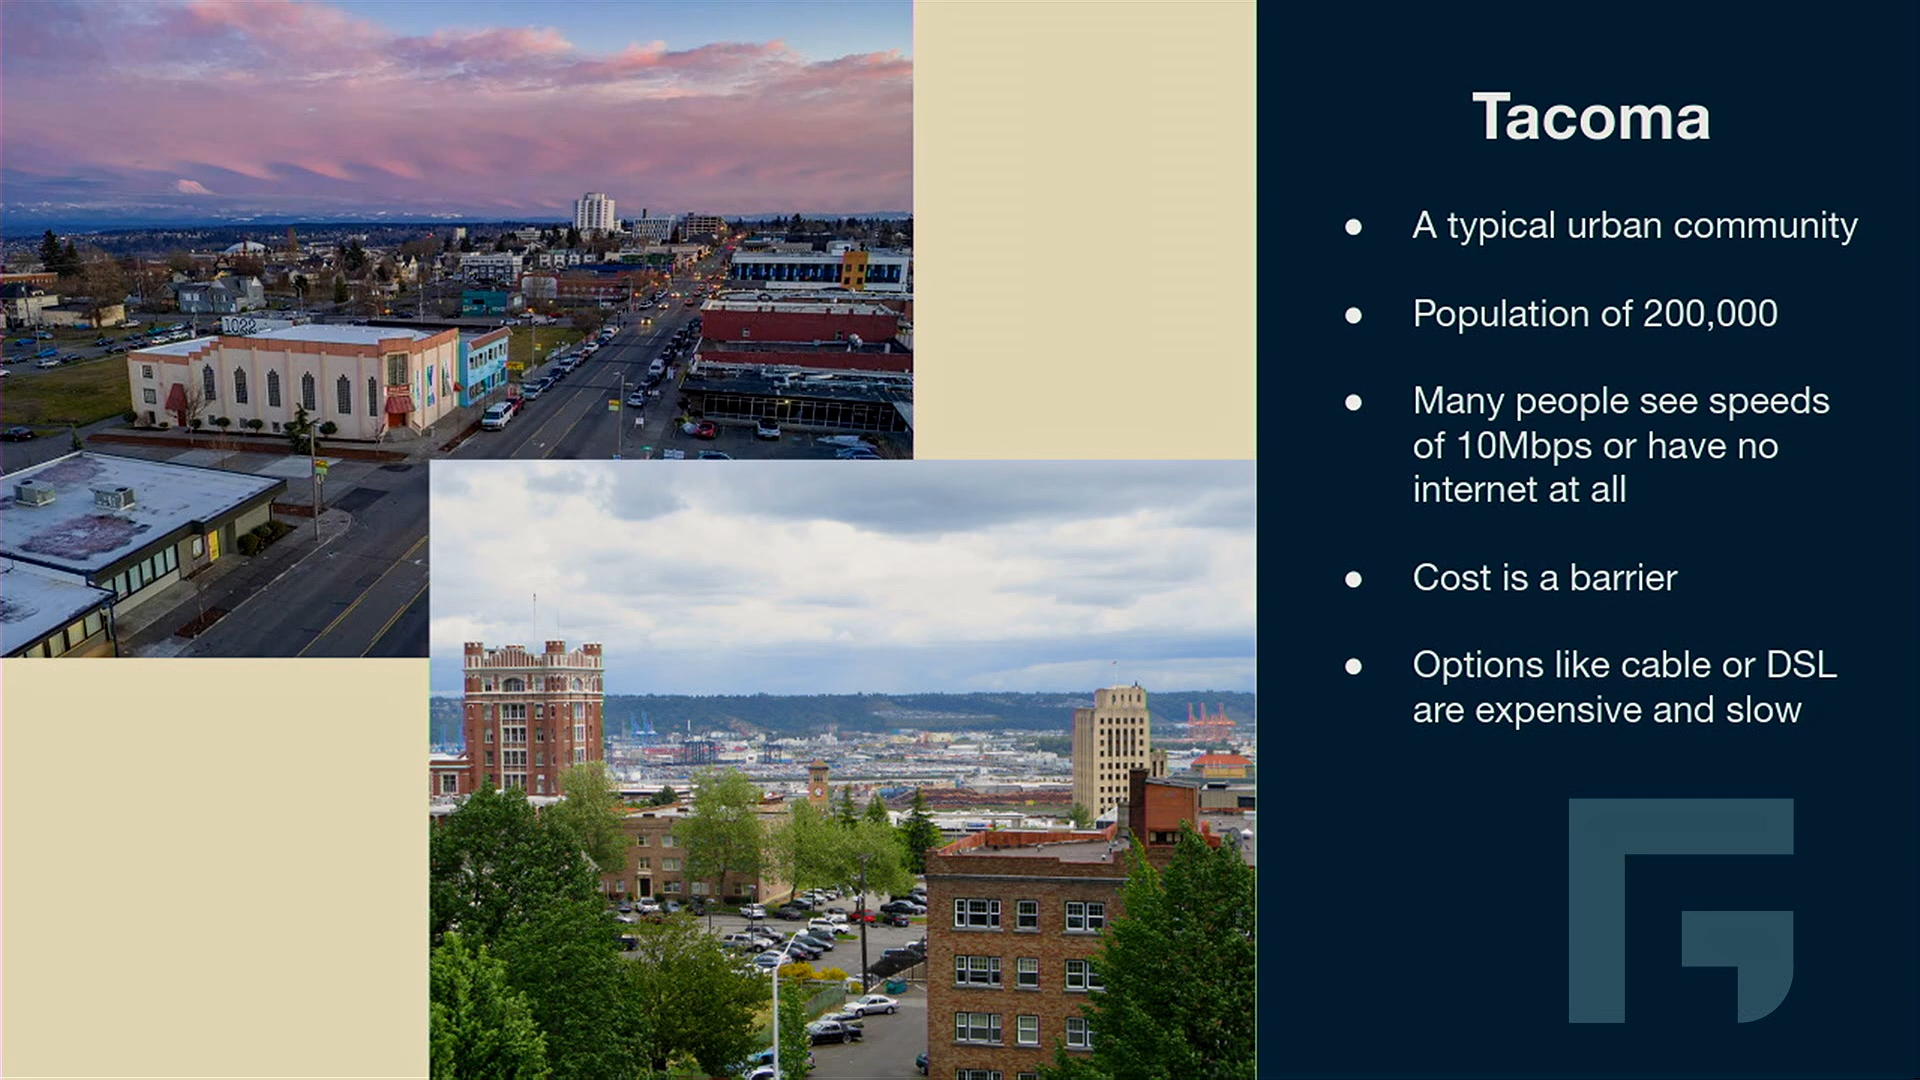 1022
Tacoma
● A typical urban community
● Population of 200,000
● Many people see speeds
of 10Mbps or have no
internet at all
● Cost is a barrier
● Options like cable or DSL
are expensive and slow